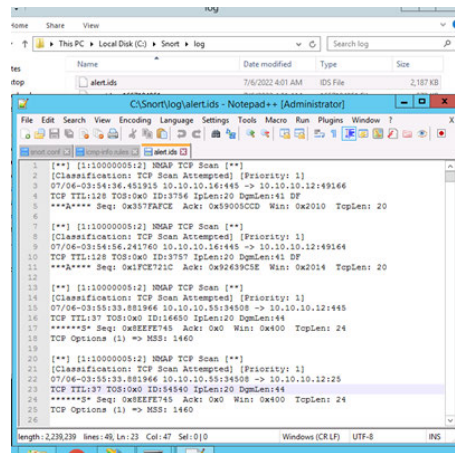 log
Home Share View
This PC ▸ Local Disk (C:) ▸ Snort ▸ log
Search log
Name Date modified Type Size
alert.ids 7/6/2022 4:01 AM IDS File 2,187 KB
C:\Snort\log\alert.ids - Notepad++ [Administrator]
File Edit Search View Encoding Language Settings Tools Macro Run Plugins Window ? X
snort.conf icmp-info.rules alert.ids
1 [**] [1:10000005:2] NMAP TCP Scan [**]
2 [Classification: TCP Scan Attempted] [Priority: 1]
3 07/06-03:54:36.451915 10.10.10.16:445 -> 10.10.10.12:49166
4 TCP TTL:128 TOS:0x0 ID:3756 IpLen:20 DgmLen:41 DF
5 ***A**** Seq: 0x357FAFCE Ack: 0x59005CCD Win: 0x2010 TcpLen: 20
6
7 [**] [1:10000005:2] NMAP TCP Scan [**]
8 [Classification: TCP Scan Attempted] [Priority: 1]
9 07/06-03:54:56.241760 10.10.10.16:445 -> 10.10.10.12:49164
10 TCP TTL:128 TOS:0x0 ID:3757 IpLen:20 DgmLen:41 DF
11 ***A**** Seq: 0x1FCE721C Ack: 0x92639C5E Win: 0x2014 TcpLen: 20
12
13 [**] [1:10000005:2] NMAP TCP Scan [**]
14 [Classification: TCP Scan Attempted] [Priority: 1]
15 07/06-03:55:33.881966 10.10.10.55:34508 -> 10.10.10.12:445
16 TCP TTL:37 TOS:0x0 ID:16650 IpLen:20 DgmLen:44
17 ******S* Seq: 0x8EEFE745 Ack: 0x0 Win: 0x400 TcpLen: 24
18 TCP Options (1) => MSS: 1460
19
20 [**] [1:10000005:2] NMAP TCP Scan [**]
21 [Classification: TCP Scan Attempted] [Priority: 1]
22 07/06-03:55:33.881966 10.10.10.55:34508 -> 10.10.10.12:25
23 TCP TTL:37 TOS:0x0 ID:54540 IpLen:20 DgmLen:44
24 ******S* Seq: 0x8EEFE745 Ack: 0x0 Win: 0x400 TcpLen: 24
25 TCP Options (1) => MSS: 1460
26
length : 2,239,239 lines : 49, Ln : 23 Col : 47 Sel : 0 | 0 Windows (CR LF) UTF-8 INS